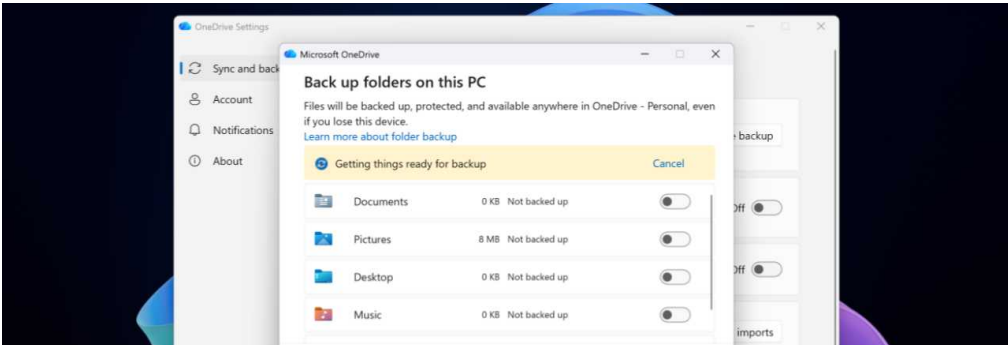 OneDrive Settings
Microsoft OneDrive
Sync and back
Account
Notifications
About
Back up folders on this PC
Files will be backed up, protected, and available anywhere in OneDrive - Personal, even
if you lose this device.
Learn more about folder backup
Getting things ready for backup Cancel
Documents 0 KB Not backed up
Pictures 8 MB Not backed up
Desktop 0 KB Not backed up
Music 0 KB Not backed up
backup
Off
Off
imports